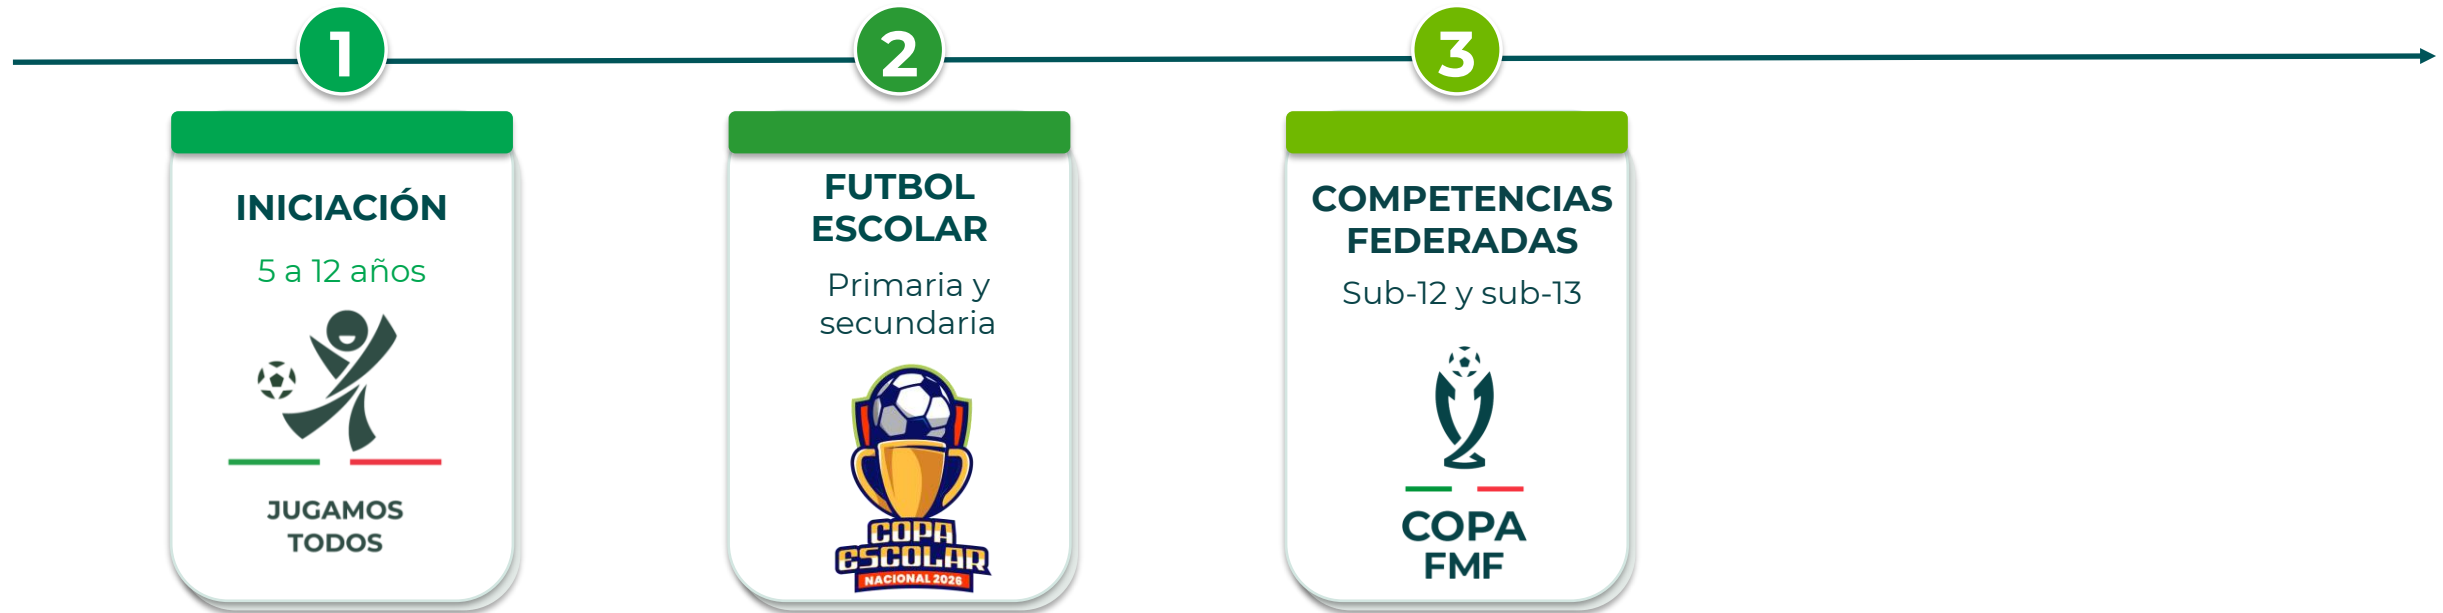 1
INICIACIÓN
5 a 12 años
JUGAMOS
TODOS
2
FUTBOL
ESCOLAR
Primaria y
secundaria
COPA
ESCOLAR
NACIONAL 2026
3
COMPETENCIAS
FEDERADAS
Sub-12 y sub-13
COPA
FMF